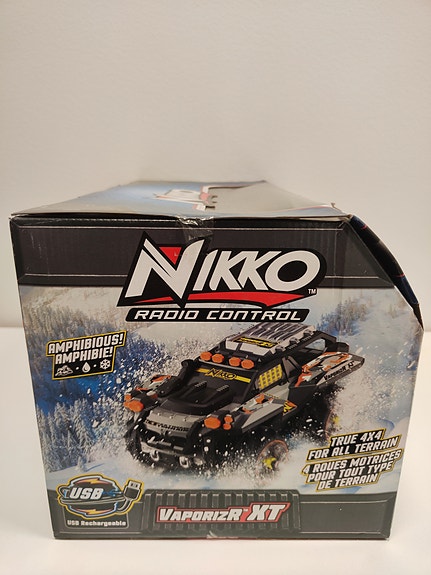 NIKKO
TM
RADIO CONTROL
AMPHIBIOUS!
AMPHIBIE!
NIKKO
TRUE 4X4
FOR ALL TERRAIN
4 ROUES MOTRICES
POUR TOUT TYPE
DE TERRAIN
USB
USB Rechargeable
VAPORIZR XT